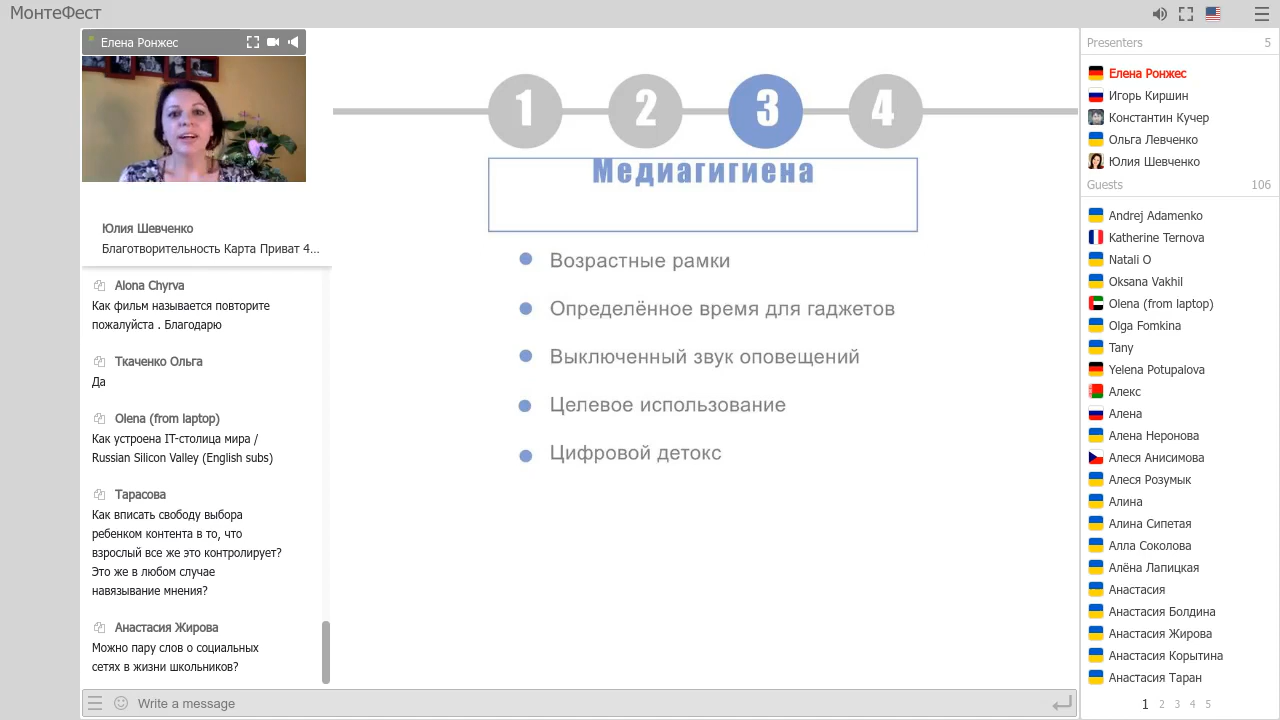 МонтеФест
Елена Ронжес
Юлия Шевченко
Благотворительность Карта Приват 4...
Alona Chyrva
Как фильм называется повторите
пожалуйста . Благодарю
Ткаченко Ольга
Да
Olena (from laptop)
Как устроена IT-столица мира /
Russian Silicon Valley (English subs)
Тарасова
Как вписать свободу выбора
ребенком контента в то, что
взрослый все же это контролирует?
Это же в любом случае
навязывание мнения?
Анастасия Жирова
Можно пару слов о социальных
сетях в жизни школьников?
Write a message
1 2 3 4
Медиагигиена
Возрастные рамки
Определённое время для гаджетов
Выключенный звук оповещений
Целевое использование
Цифровой детокс
Presenters 5
Елена Ронжес
Игорь Киршин
Константин Кучер
Ольга Левченко
Юлия Шевченко
Guests 106
Andrej Adamenko
Katherine Ternova
Natali O
Oksana Vakhil
Olena (from laptop)
Olga Fomkina
Tany
Yelena Potupalova
Алекс
Алена
Алена Неронова
Алеся Анисимова
Алеся Розумык
Алина
Алина Сипетая
Алла Соколова
Алёна Лапицкая
Анастасия
Анастасия Болдина
Анастасия Жирова
Анастасия Корытина
Анастасия Таран
1 2 3 4 5